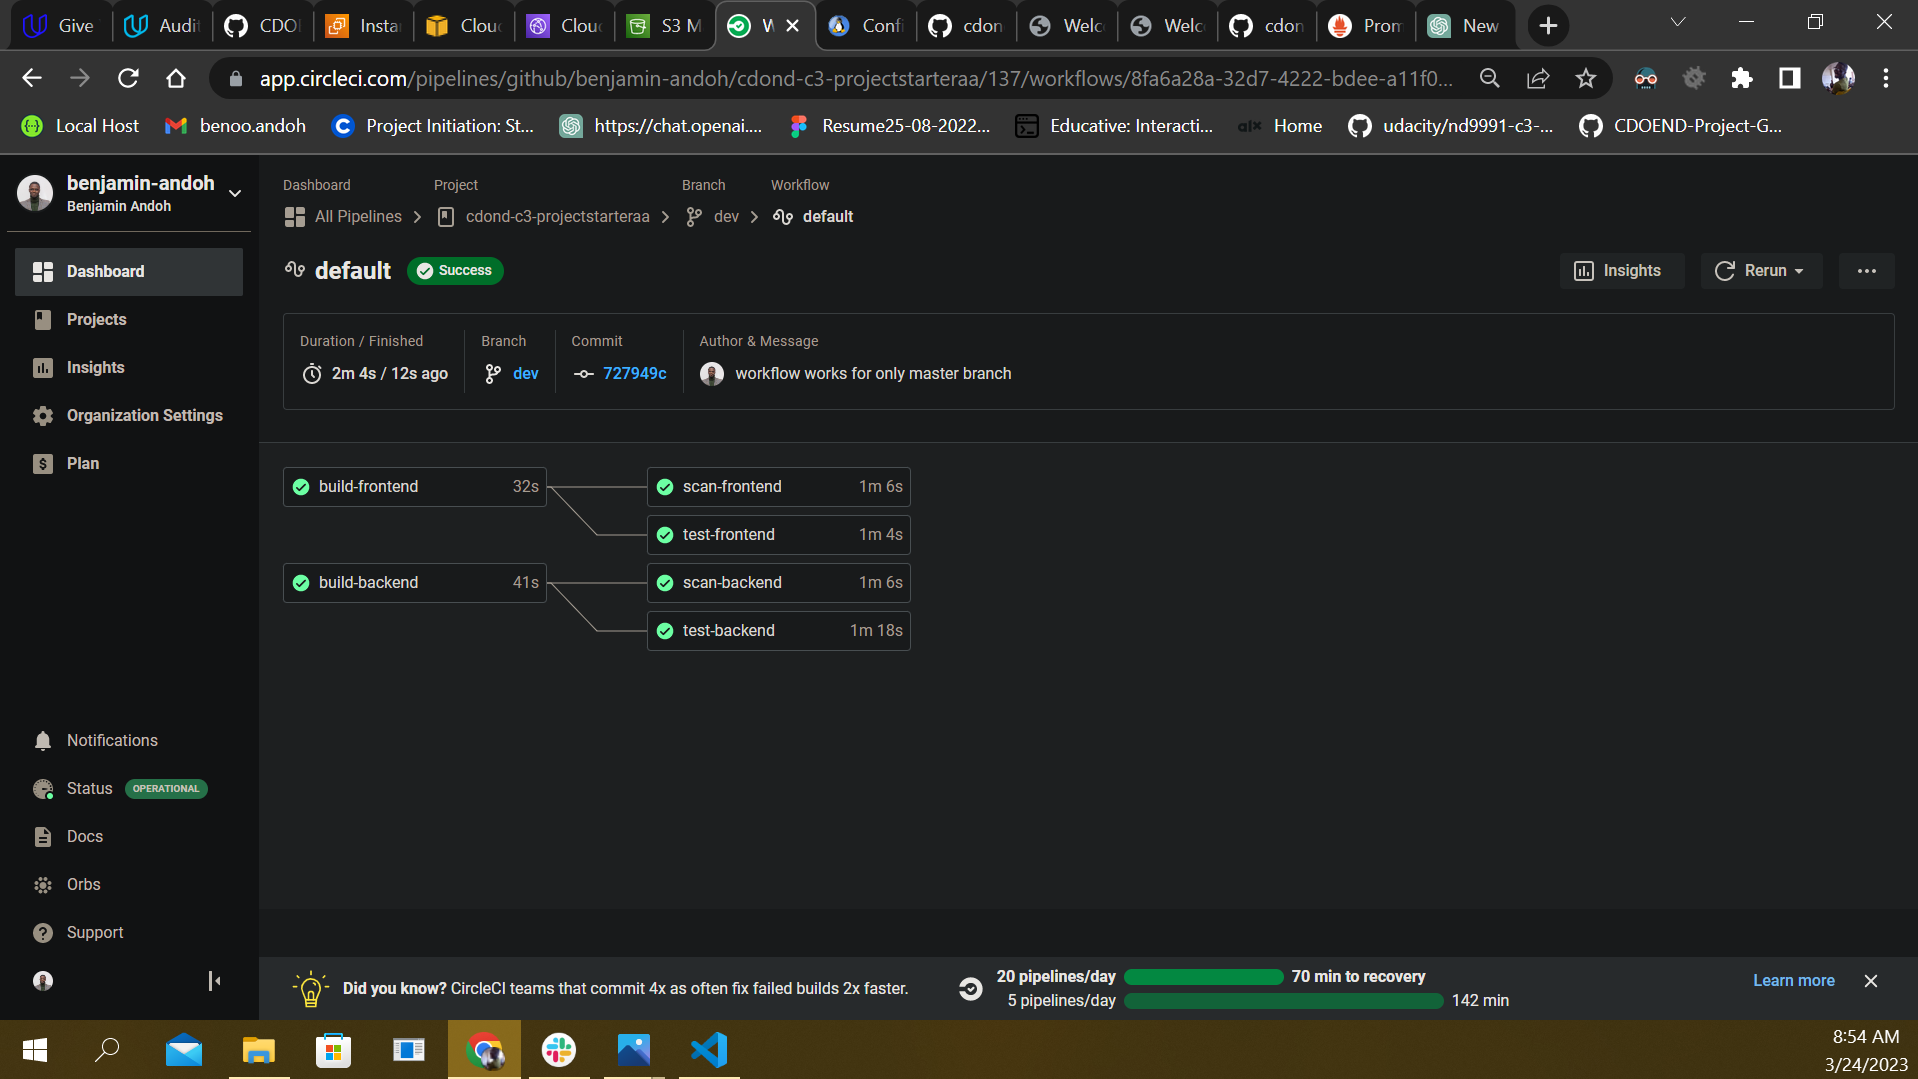 Give
Audit
CDO
Insta
Clou
Clou
S3 M
W
Confi
cdon
Welc
Welc
cdon
Prom
New
app.circleci.com/pipelines/github/benjamin-andoh/cdond-c3-projectstarteraa/137/workflows/8fa6a28a-32d7-4222-bdee-a11f0...
Local Host
benoo.andoh
Project Initiation: St...
https://chat.openai....
Resume25-08-2022...
Educative: Interacti...
alx Home
udacity/nd9991-c3-...
CDOEND-Project-G...
benjamin-andoh
Benjamin Andoh
Dashboard
Projects
Insights
Organization Settings
Plan
Notifications
Status OPERATIONAL
Docs
Orbs
Support
Dashboard Project Branch Workflow
All Pipelines cdond-c3-projectstarteraa dev default
default Success
Insights Rerun
Duration / Finished Branch Commit Author & Message
2m 4s / 12s ago dev 727949c workflow works for only master branch
build-frontend 32s scan-frontend 1m 6s
test-frontend 1m 4s
build-backend 41s scan-backend 1m 6s
test-backend 1m 18s
Did you know? CircleCI teams that commit 4x as often fix failed builds 2x faster.
20 pipelines/day 70 min to recovery
5 pipelines/day 142 min
Learn more
8:54 AM
3/24/2023